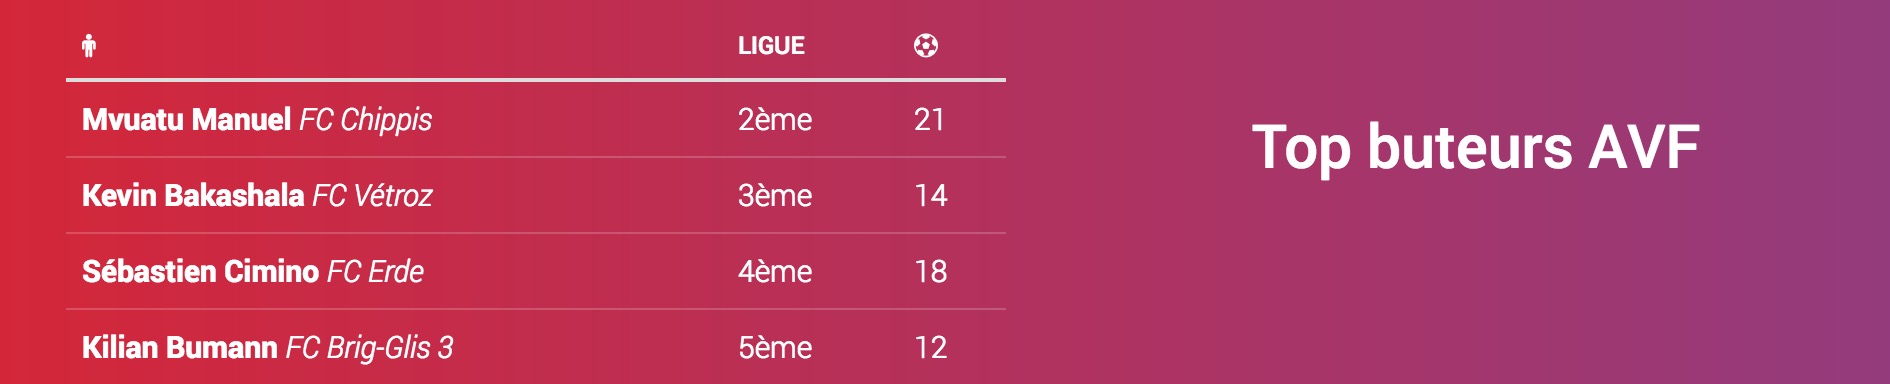 LIGUE
Mvuatu Manuel FC Chippis 2ème 21
Kevin Bakashala FC Vétroz 3ème 14
Sébastien Cimino FC Erde 4ème 18
Kilian Bumann FC Brig-Glis 3 5ème 12
Top buteurs AVF